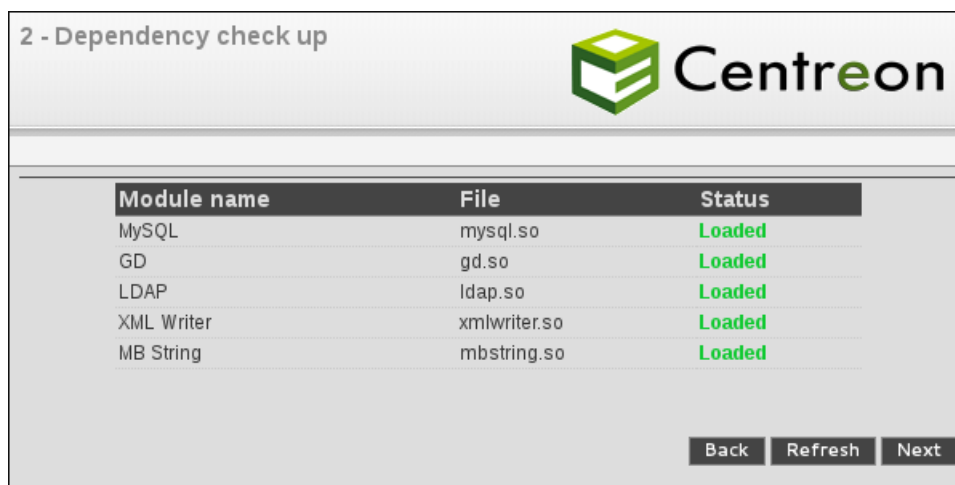 2 - Dependency check up
Centreon
Module name File Status
MySQL mysql.so Loaded
GD gd.so Loaded
LDAP ldap.so Loaded
XML Writer xmlwriter.so Loaded
MB String mbstring.so Loaded
Back Refresh Next